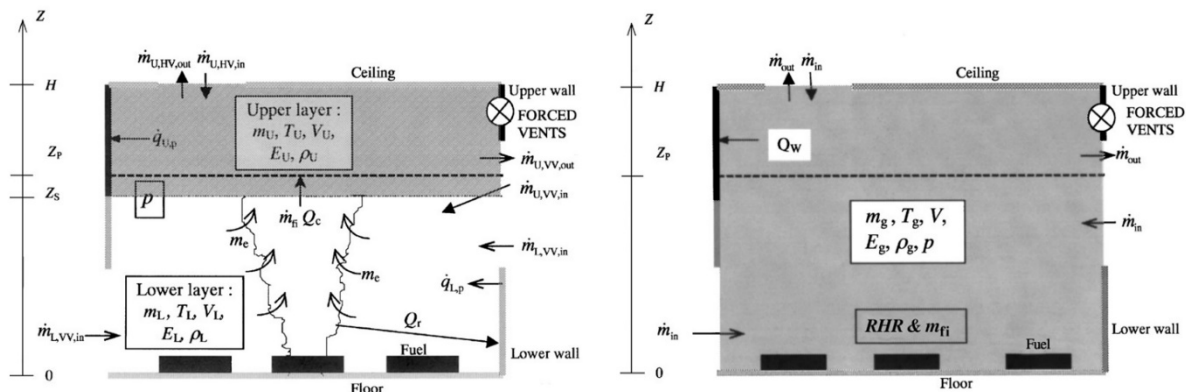 Z
H
Z_P
Z_S
0
ṁ_U,HV,out ṁ_U,HV,in
Ceiling
Upper wall
FORCED
VENTS
Upper layer :
m_U, T_U, V_U,
E_U, ρ_U
q̇_U,p
ṁ_U,VV,out
p
ṁ_U,VV,in
ṁ_fi Q_c
m_e
m_e
ṁ_L,VV,in
q̇_L,p
Lower layer :
m_L, T_L, V_L,
E_L, ρ_L
ṁ_L,VV,in
Q_r
Fuel
Lower wall
Floor
Z
H
Z_P
0
ṁ_out ṁ_in
Ceiling
Upper wall
FORCED
VENTS
Q_W
ṁ_out
m_g, T_g, V,
E_g, ρ_g, p
ṁ_in
RHR & m_fi
ṁ_in
Fuel
Lower wall
Floor